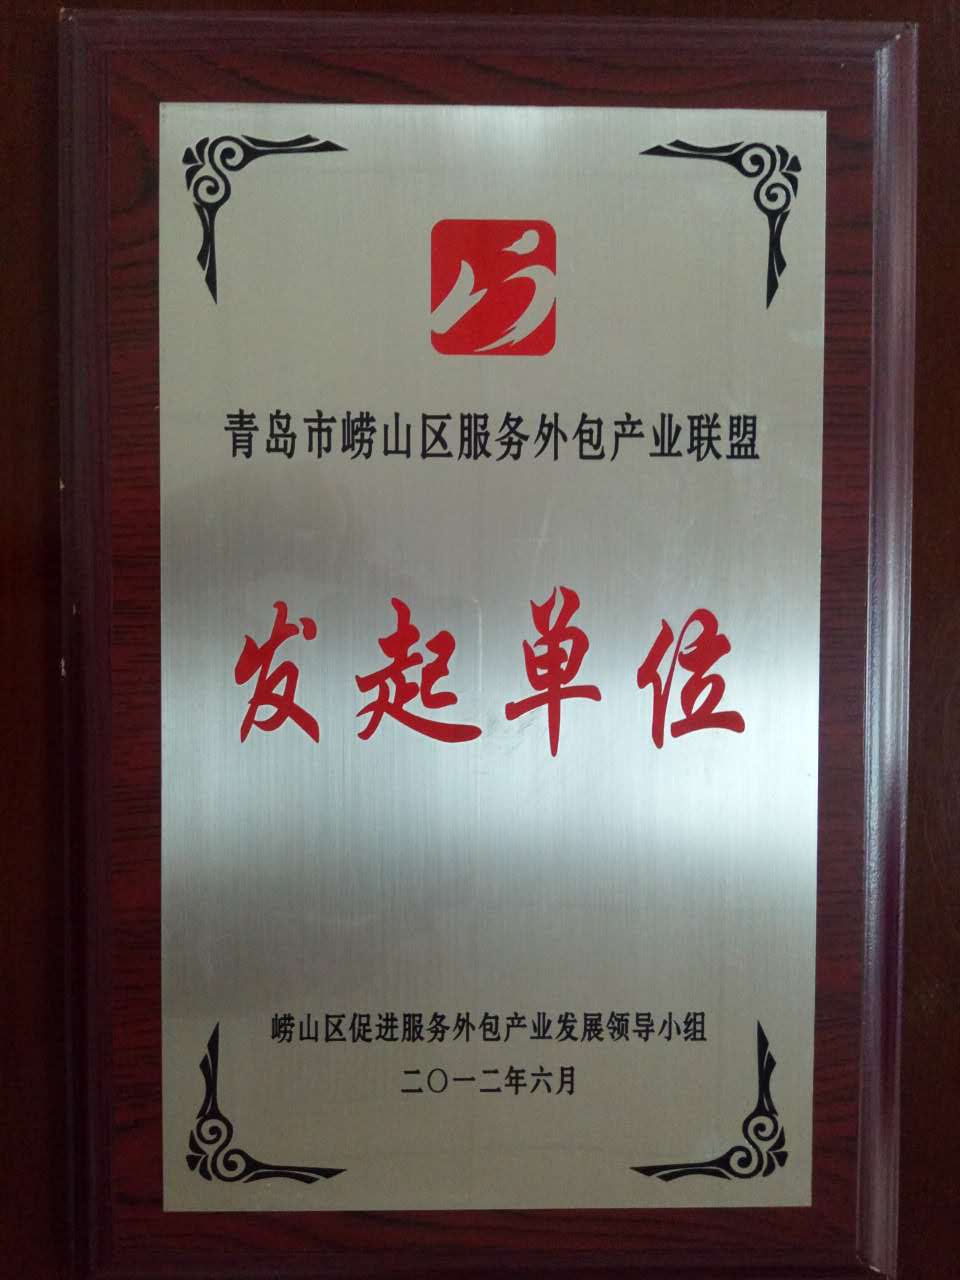 青岛市崂山区服务外包产业联盟
发起单位
崂山区促进服务外包产业发展领导小组
二〇一二年六月